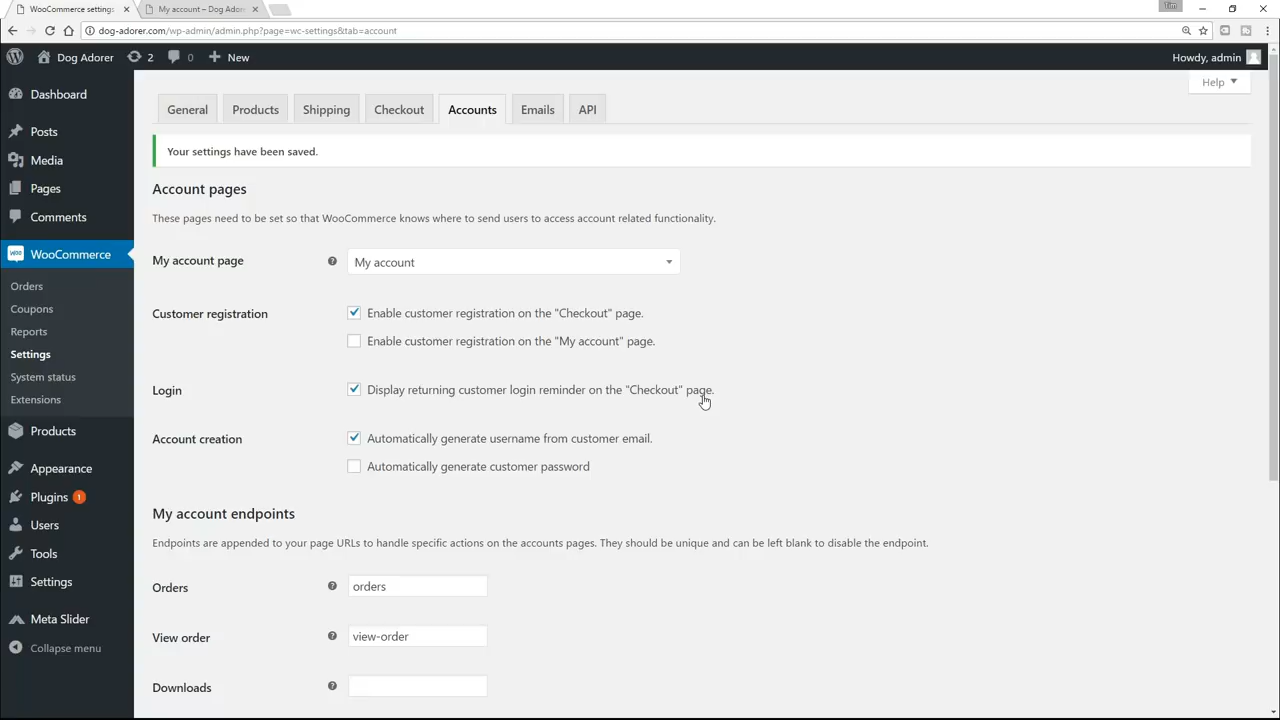 WooCommerce settings
My account – Dog Adorer
Tim
dog-adorer.com/wp-admin/admin.php?page=wc-settings&tab=account
Dog Adorer
2
0
New
Howdy, admin
Help
Dashboard
Posts
Media
Pages
Comments
WooCommerce
Orders
Coupons
Reports
Settings
System status
Extensions
Products
Appearance
Plugins 1
Users
Tools
Settings
Meta Slider
Collapse menu
General
Products
Shipping
Checkout
Accounts
Emails
API
Your settings have been saved.
Account pages
These pages need to be set so that WooCommerce knows where to send users to access account related functionality.
My account page
My account
Customer registration
Enable customer registration on the "Checkout" page.
Enable customer registration on the "My account" page.
Login
Display returning customer login reminder on the "Checkout" page.
Account creation
Automatically generate username from customer email.
Automatically generate customer password
My account endpoints
Endpoints are appended to your page URLs to handle specific actions on the accounts pages. They should be unique and can be left blank to disable the endpoint.
Orders
orders
View order
view-order
Downloads